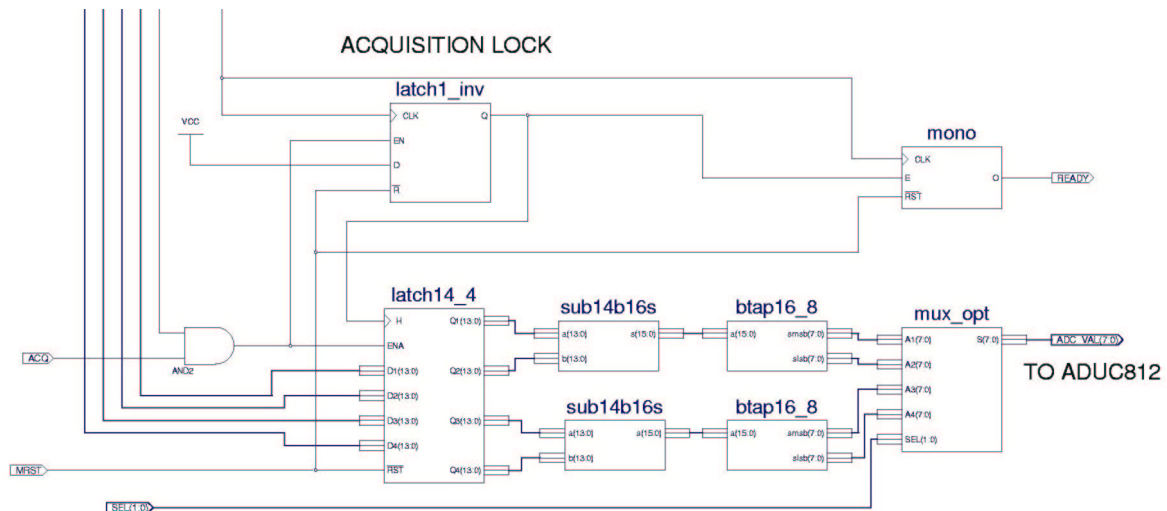 ACQUISITION LOCK
latch1_inv
CLK
Q
VCC
EN
D
R
mono
CLK
E
O
RST
READY
latch14_4
H
Q1(13:0)
ENA
D1(13:0)
Q2(13:0)
D2(13:0)
D3(13:0)
Q3(13:0)
D4(13:0)
RST
Q4(13:0)
ACQ
AND2
MRST
SEL(1:0)
sub14b16s
a(13:0)
s(15:0)
b(13:0)
btap16_8
a(15:0)
smsb(7:0)
slsb(7:0)
sub14b16s
a(13:0)
s(15:0)
b(13:0)
btap16_8
a(15:0)
smsb(7:0)
slsb(7:0)
mux_opt
A1(7:0)
S(7:0)
A2(7:0)
A3(7:0)
A4(7:0)
SEL(1:0)
ADC_VAL(7:0)
TO ADUC812